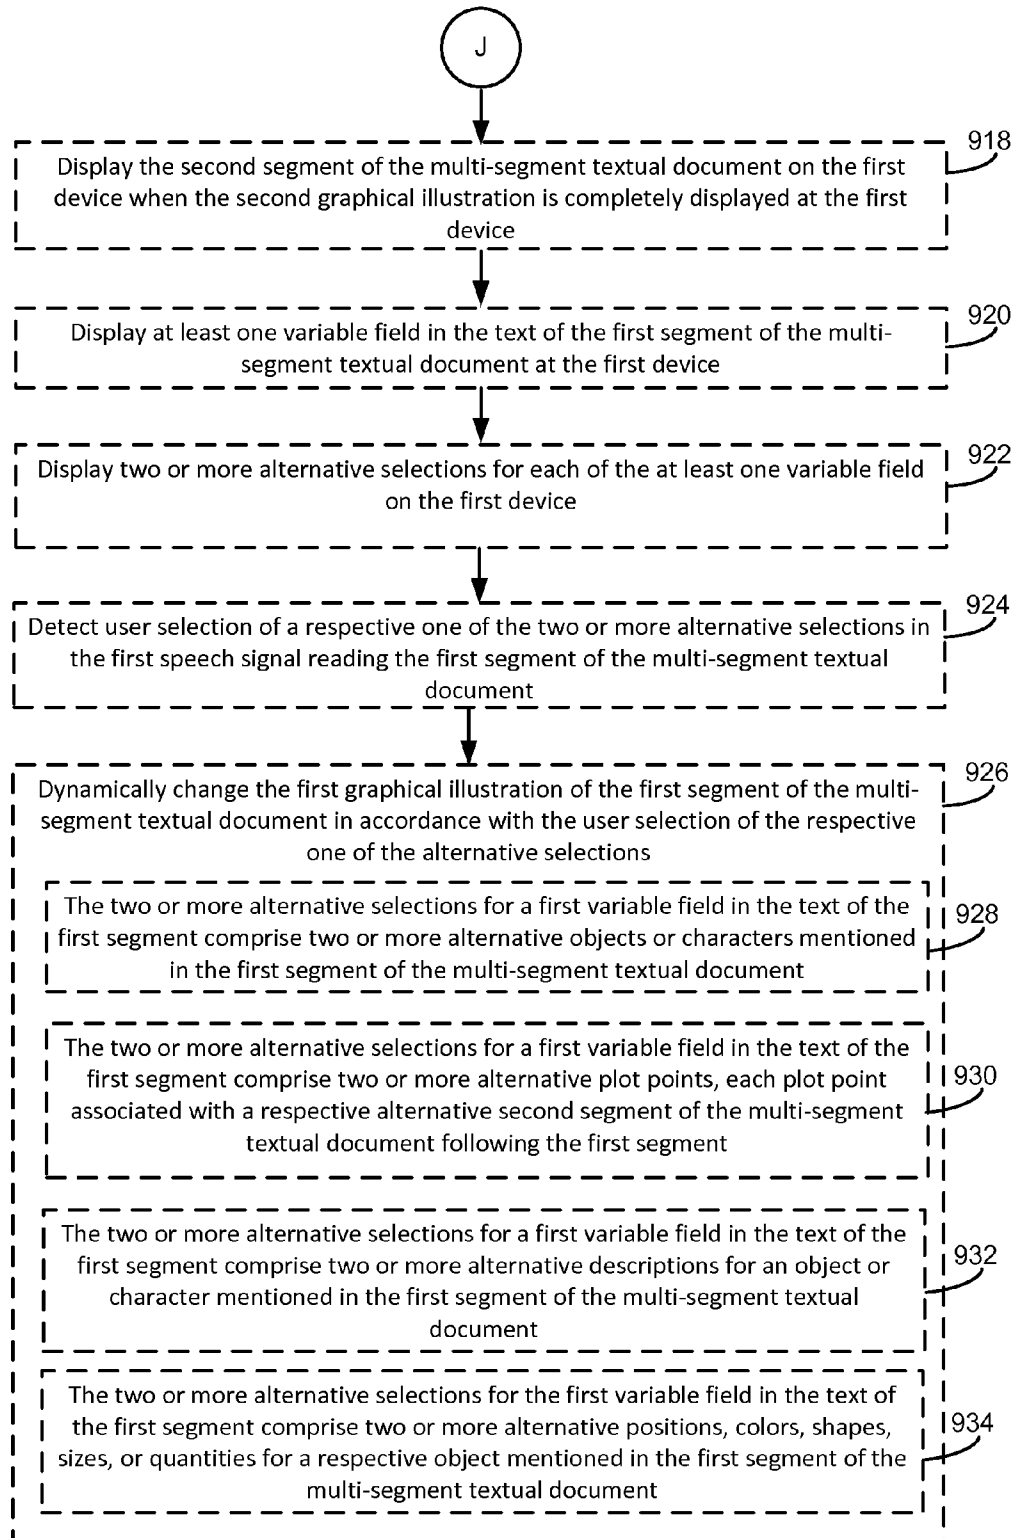 J
918
Display the second segment of the multi-segment textual document on the first
device when the second graphical illustration is completely displayed at the first
device
920
Display at least one variable field in the text of the first segment of the multi-
segment textual document at the first device
922
Display two or more alternative selections for each of the at least one variable field
on the first device
924
Detect user selection of a respective one of the two or more alternative selections in
the first speech signal reading the first segment of the multi-segment textual
document
926
Dynamically change the first graphical illustration of the first segment of the multi-
segment textual document in accordance with the user selection of the respective
one of the alternative selections
The two or more alternative selections for a first variable field in the text of the
928
first segment comprise two or more alternative objects or characters mentioned
in the first segment of the multi-segment textual document
The two or more alternative selections for a first variable field in the text of the
930
first segment comprise two or more alternative plot points, each plot point
associated with a respective alternative second segment of the multi-segment
textual document following the first segment
The two or more alternative selections for a first variable field in the text of the
932
first segment comprise two or more alternative descriptions for an object or
character mentioned in the first segment of the multi-segment textual
document
The two or more alternative selections for the first variable field in the text of
934
the first segment comprise two or more alternative positions, colors, shapes,
sizes, or quantities for a respective object mentioned in the first segment of the
multi-segment textual document